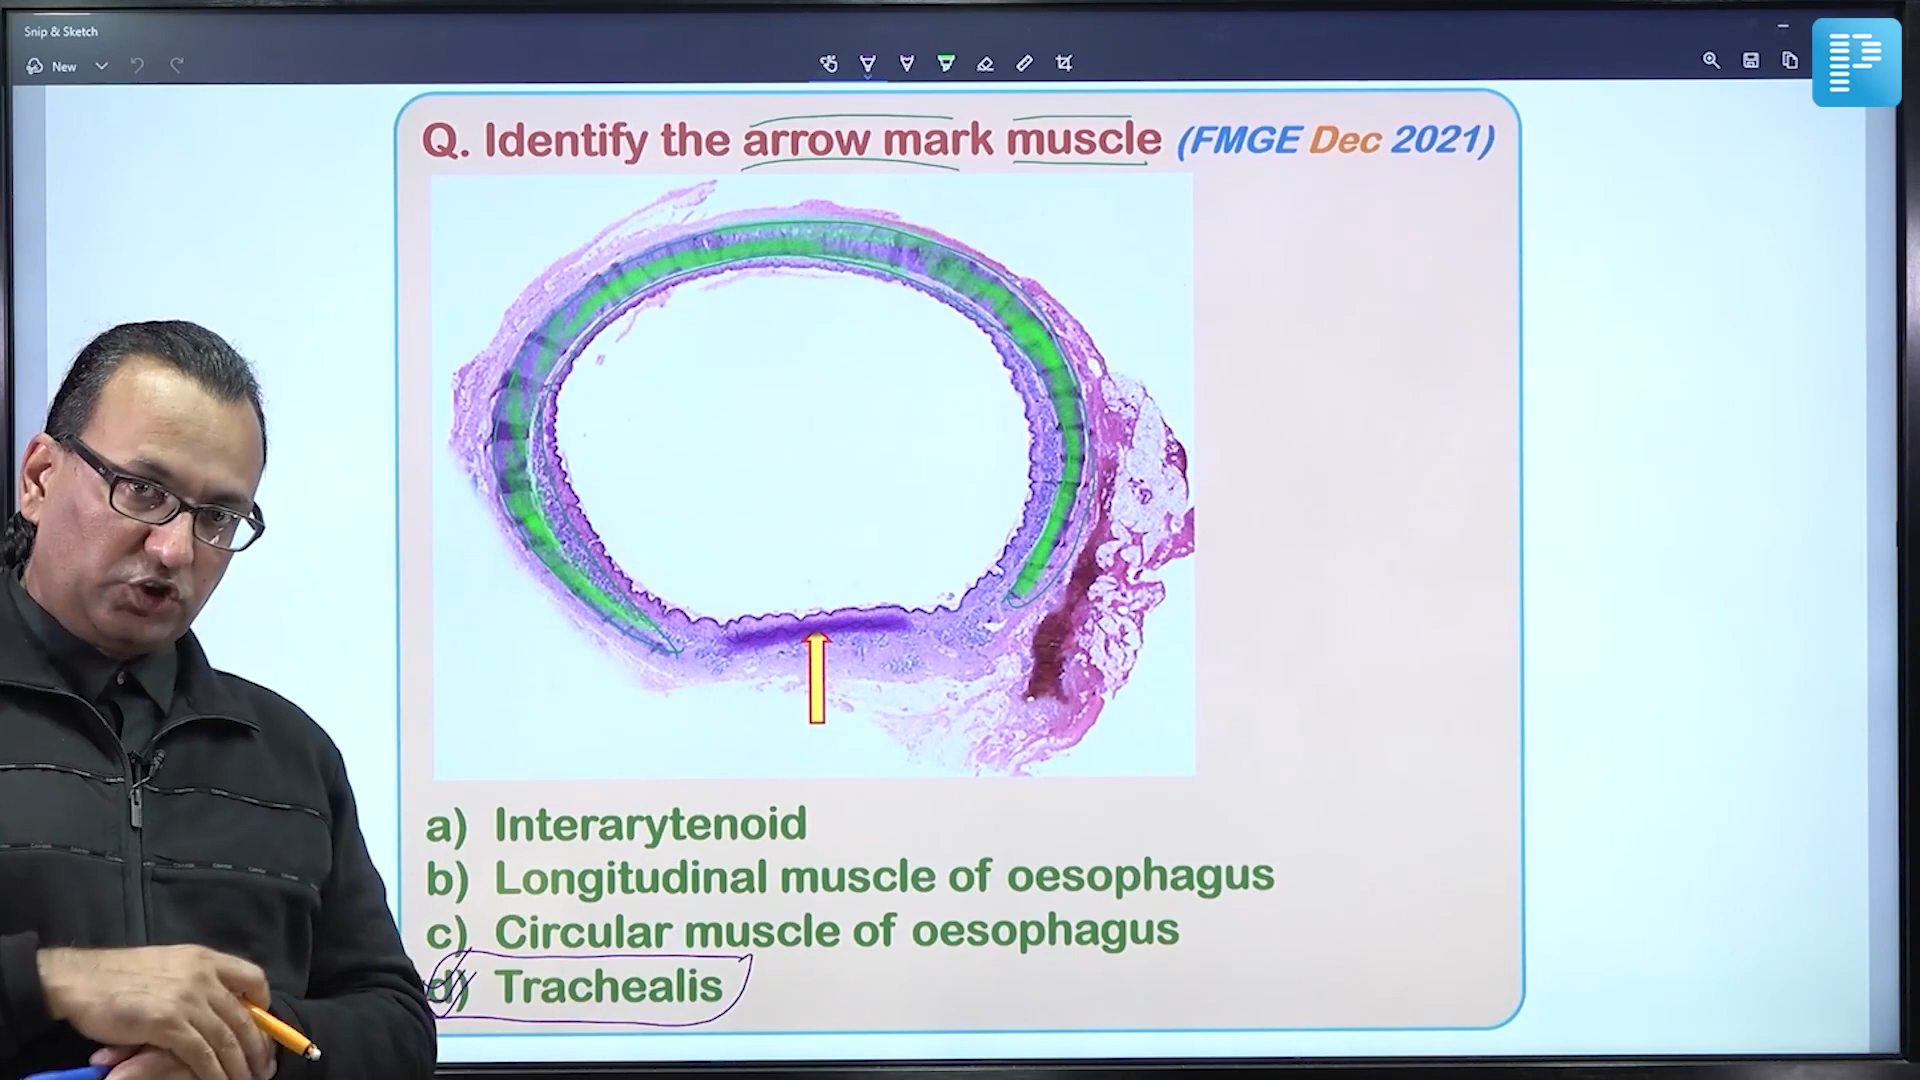 Snip & Sketch
New
Q. Identify the arrow mark muscle (FMGE Dec 2021)
a) Interarytenoid
b) Longitudinal muscle of oesophagus
c) Circular muscle of oesophagus
d) Trachealis